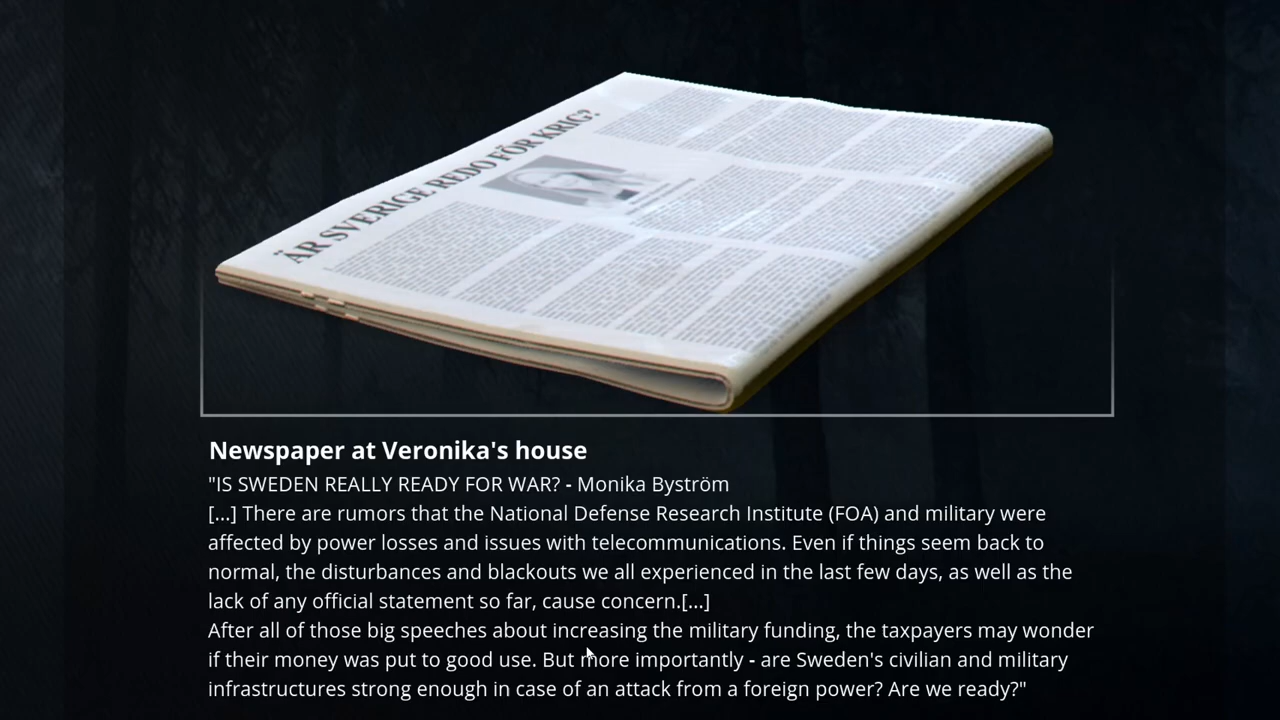 ÄR SVERIGE REDO FÖR KRIG?
Newspaper at Veronika's house
"IS SWEDEN REALLY READY FOR WAR? - Monika Byström
[...] There are rumors that the National Defense Research Institute (FOA) and military were
affected by power losses and issues with telecommunications. Even if things seem back to
normal, the disturbances and blackouts we all experienced in the last few days, as well as the
lack of any official statement so far, cause concern.[...]
After all of those big speeches about increasing the military funding, the taxpayers may wonder
if their money was put to good use. But more importantly - are Sweden's civilian and military
infrastructures strong enough in case of an attack from a foreign power? Are we ready?"